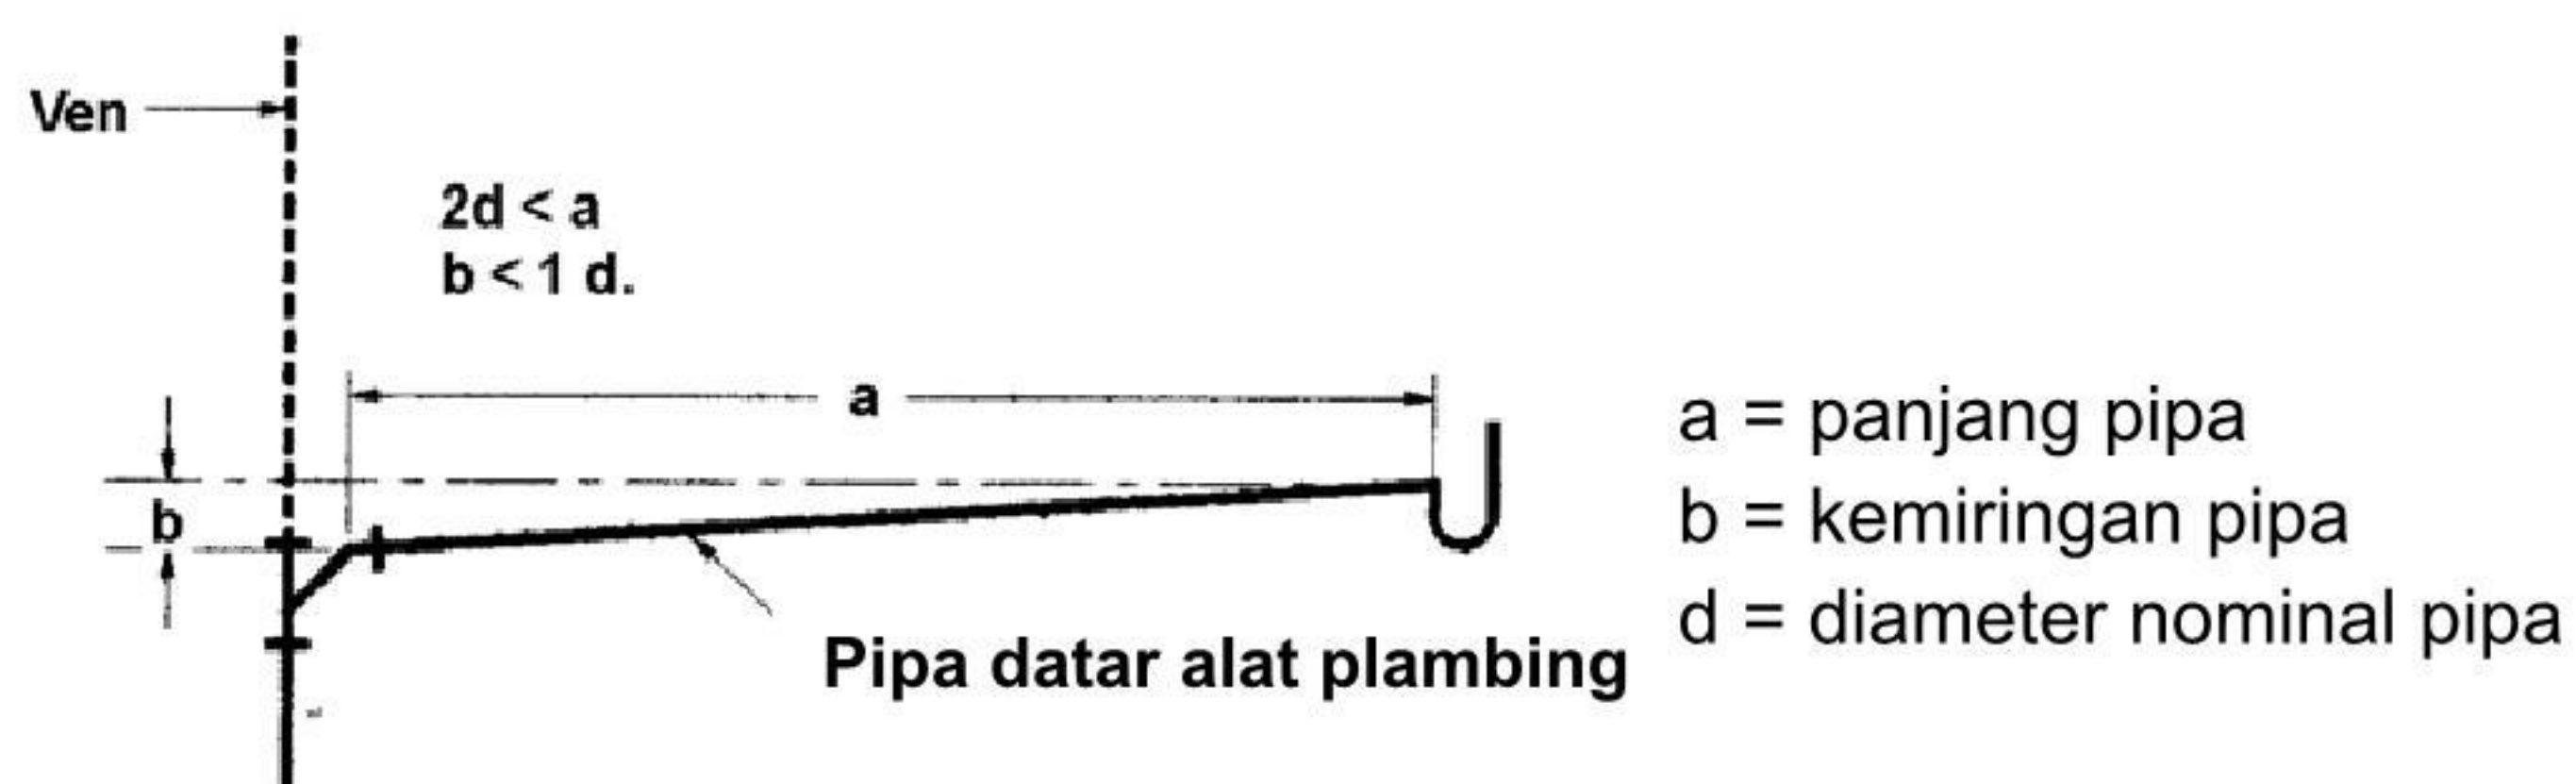 Ven
2d < a
b < 1 d.
a
b
Pipa datar alat plambing
a = panjang pipa
b = kemiringan pipa
d = diameter nominal pipa